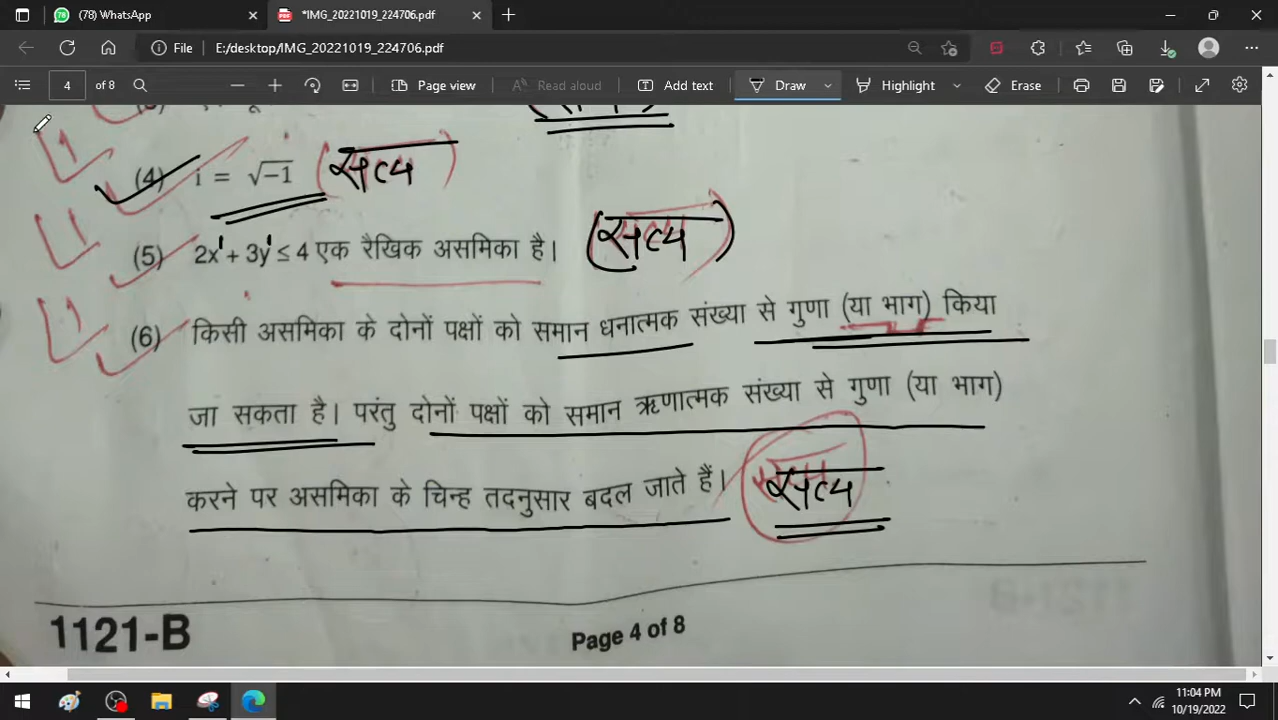 (78) WhatsApp
*IMG_20221019_224706.pdf
File E:/desktop/IMG_20221019_224706.pdf
4 of 8 Page view Read aloud Add text Draw Highlight Erase
(4) i = √−1 (सत्य)
(5) 2x¹ + 3y¹ ≤ 4 एक रैखिक असमिका है। (सत्य)
(6) किसी असमिका के दोनों पक्षों को समान धनात्मक संख्या से गुणा (या भाग) किया
जा सकता है। परंतु दोनों पक्षों को समान ऋणात्मक संख्या से गुणा (या भाग)
करने पर असमिका के चिन्ह तदनुसार बदल जाते हैं। सत्य
1121-B
Page 4 of 8
11:04 PM
10/19/2022